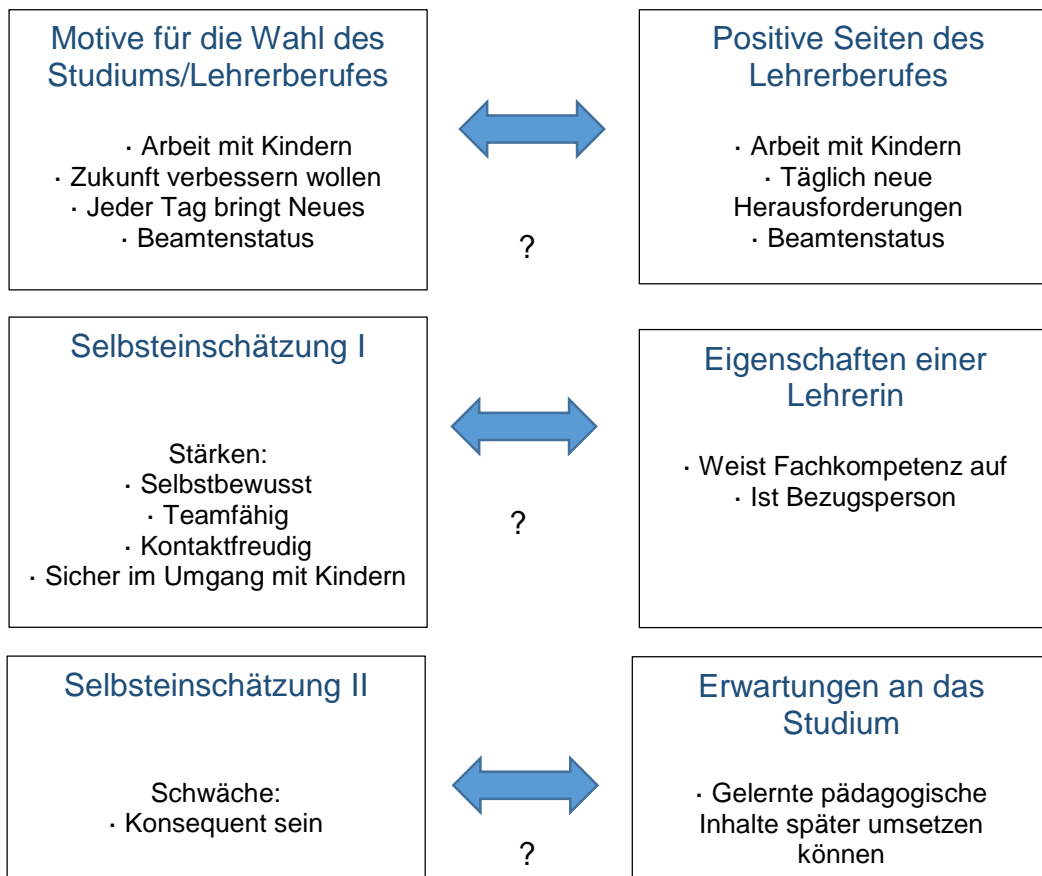 Motive für die Wahl des
Studiums/Lehrerberufes
· Arbeit mit Kindern
· Zukunft verbessern wollen
· Jeder Tag bringt Neues
· Beamtenstatus
?
Positive Seiten des
Lehrerberufes
· Arbeit mit Kindern
· Täglich neue
Herausforderungen
· Beamtenstatus
Selbsteinschätzung I
Stärken:
· Selbstbewusst
· Teamfähig
· Kontaktfreudig
· Sicher im Umgang mit Kindern
?
Eigenschaften einer
Lehrerin
· Weist Fachkompetenz auf
· Ist Bezugsperson
Selbsteinschätzung II
Schwäche:
· Konsequent sein
?
Erwartungen an das
Studium
· Gelernte pädagogische
Inhalte später umsetzen
können